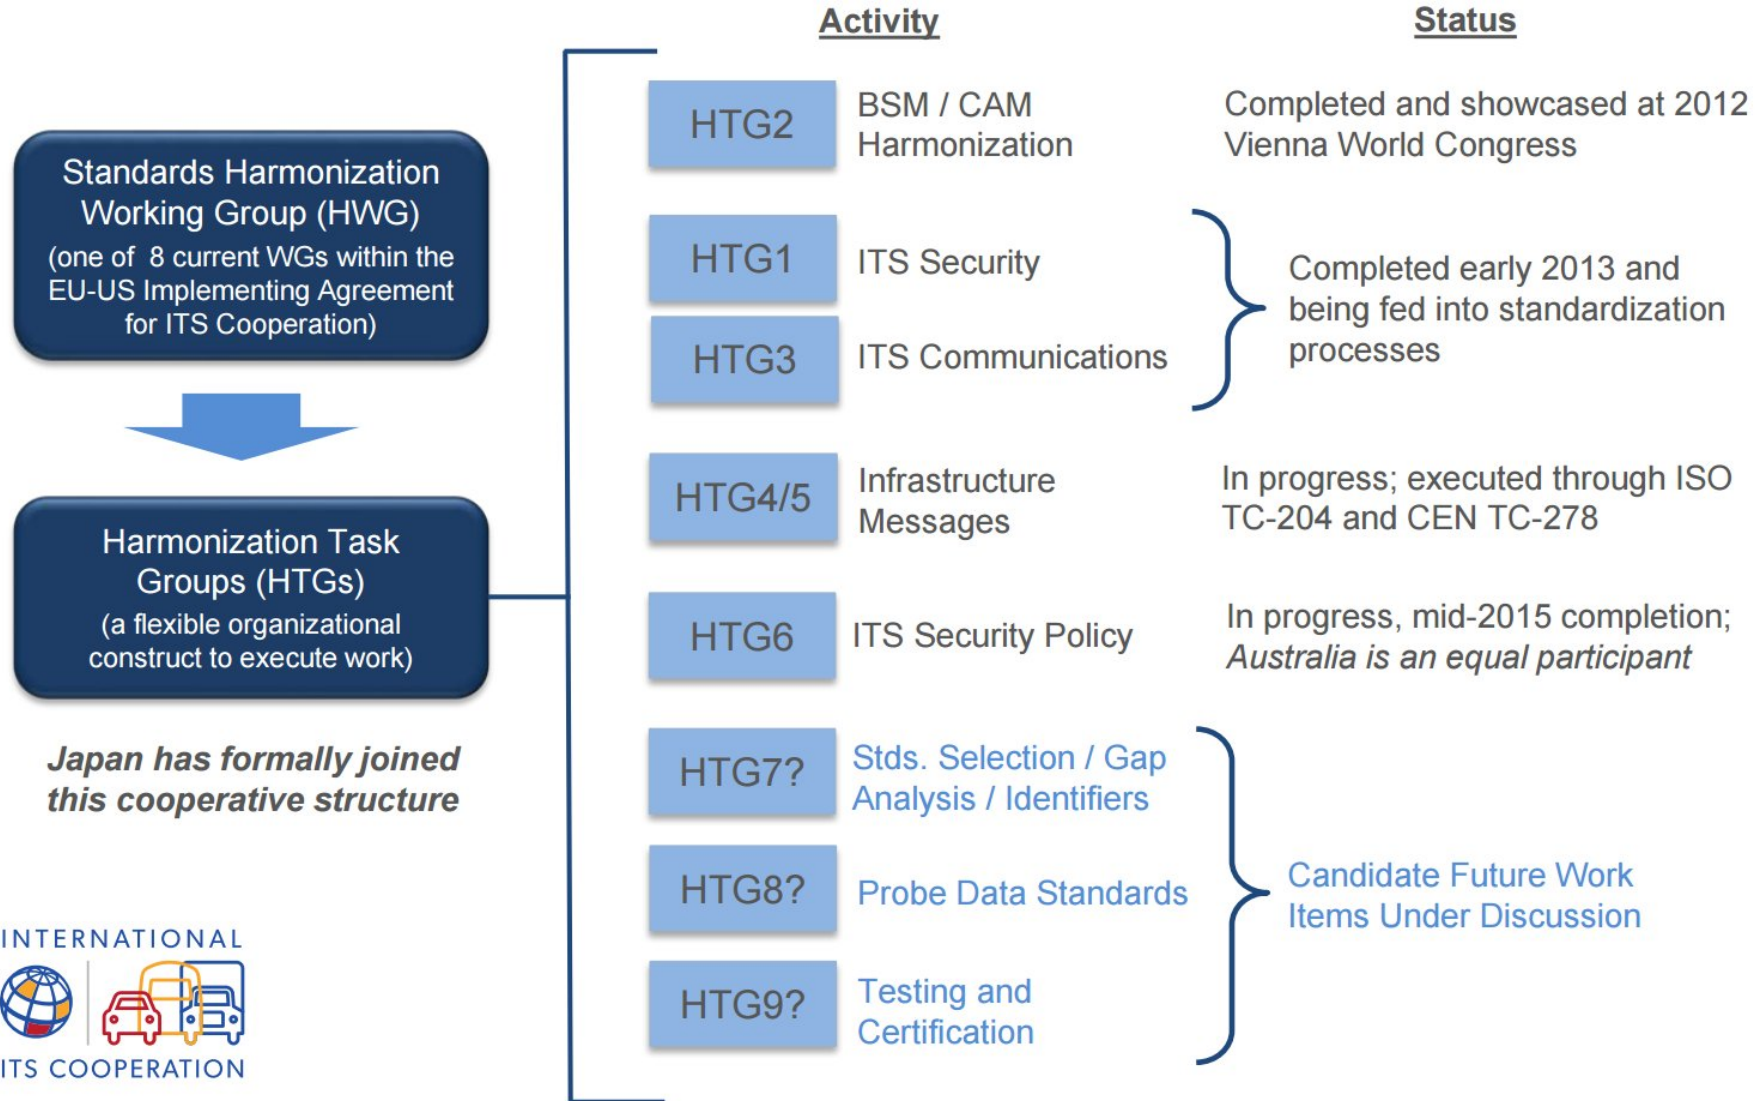 Activity
Status
Standards Harmonization
Working Group (HWG)
(one of 8 current WGs within the
EU-US Implementing Agreement
for ITS Cooperation)
Harmonization Task
Groups (HTGs)
(a flexible organizational
construct to execute work)
Japan has formally joined
this cooperative structure
HTG2
BSM / CAM
Harmonization
Completed and showcased at 2012
Vienna World Congress
HTG1
ITS Security
HTG3
ITS Communications
Completed early 2013 and
being fed into standardization
processes
HTG4/5
Infrastructure
Messages
In progress; executed through ISO
TC-204 and CEN TC-278
HTG6
ITS Security Policy
In progress, mid-2015 completion;
Australia is an equal participant
HTG7?
Stds. Selection / Gap
Analysis / Identifiers
HTG8?
Probe Data Standards
HTG9?
Testing and
Certification
Candidate Future Work
Items Under Discussion
INTERNATIONAL
ITS COOPERATION